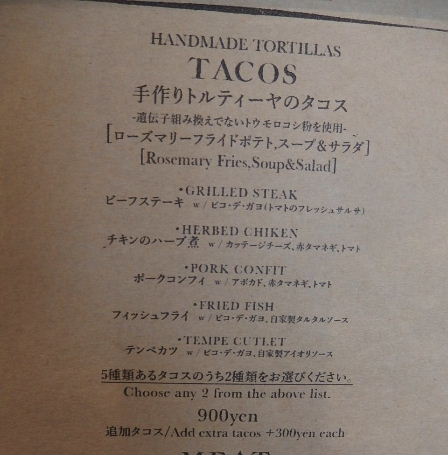 HANDMADE TORTILLAS
TACOS
手作りトルティーヤのタコス
-遺伝子組み換えでないトウモロコシ粉を使用-
[ローズマリーフライドポテト,スープ&サラダ]
[Rosemary Fries,Soup&Salad]
・GRILLED STEAK
ビーフステーキ w / ピコ・デ・ガヨ(トマトのフレッシュサルサ)
・HERBED CHIKEN
チキンのハーブ煮 w / カッテージチーズ、赤タマネギ、トマト
・PORK CONFIT
ポークコンフィ w / アボカド、赤タマネギ、トマト
・FRIED FISH
フィッシュフライ w / ピコ・デ・ガヨ、自家製タルタルソース
・TEMPE CUTLET
テンペカツ w / ピコ・デ・ガヨ、自家製アイオリソース
5種類あるタコスのうち2種類をお選びください.
Choose any 2 from the above list.
900yen
追加タコス/Add extra tacos +300yen each
MEAT